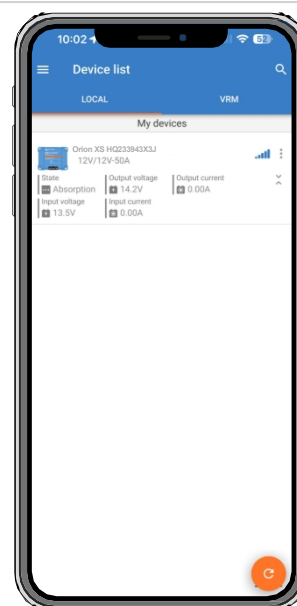 10:02
52
Device list
LOCAL
VRM
My devices
Orion XS HQ233943X3J
12V/12V-50A
State
Output voltage
Output current
Absorption
14.2V
0.00A
Input voltage
Input current
13.5V
0.00A